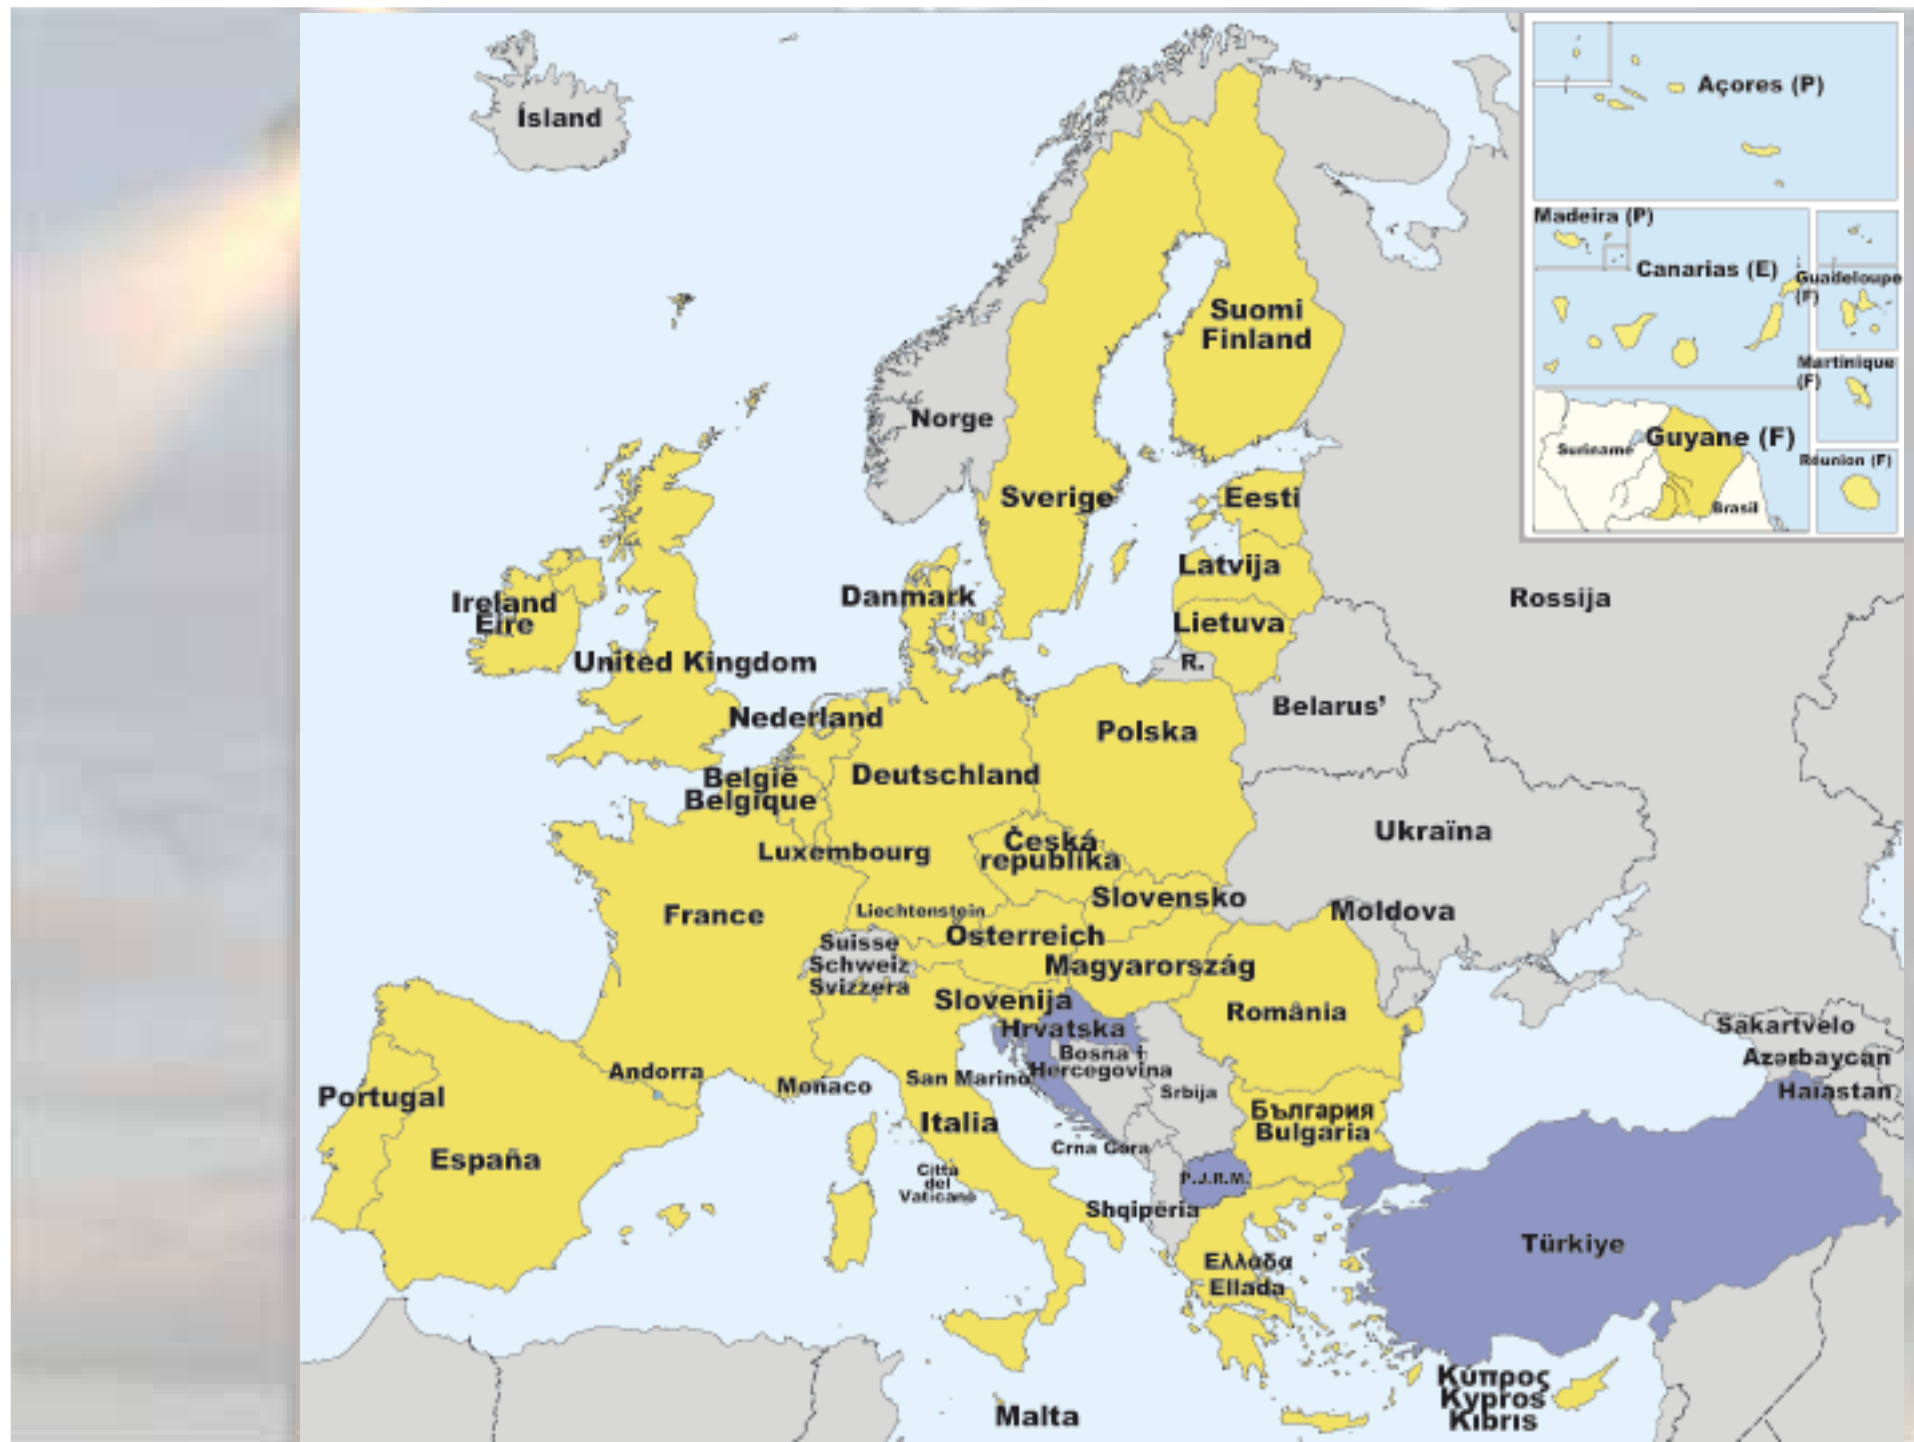 Ísland
Açores (P)
Madeira (P)
Canarias (E)
Guadeloupe
(F)
Martinique
(F)
Guyane (F)
Suriname
Brasil
Réunion (F)
Suomi
Finland
Norge
Sverige
Eesti
Latvija
Lietuva
R.
Danmark
Ireland
Éire
United Kingdom
Rossija
Belarus’
Nederland
Polska
België
Belgique
Deutschland
Ukraïna
Luxembourg
Česká
republika
Slovensko
France
Liechtenstein
Moldova
Österreich
Suisse
Schweiz
Svizzera
Magyarország
Slovenija
România
Hrvatska
Sakartvelo
Bosna i
Hercegovina
Azərbaycan
Andorra
Monaco
San Marino
Srbija
Haiastan
Portugal
Italia
България
Bulgaria
España
Crna Gora
Città
del
Vaticano
P.J.R.M.
Shqipëria
Türkiye
Ελλάδα
Ellada
Malta
Κύπρος
Kypros
Kıbrıs